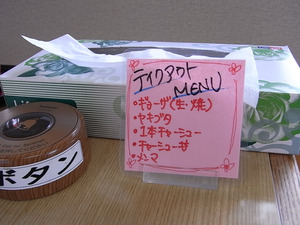 テイクアウト
MENU
・ギョーザ(生・焼)
・ヤキブタ
・1本チャーシュー
・チャーシュー丼
・メンマ
ボタン